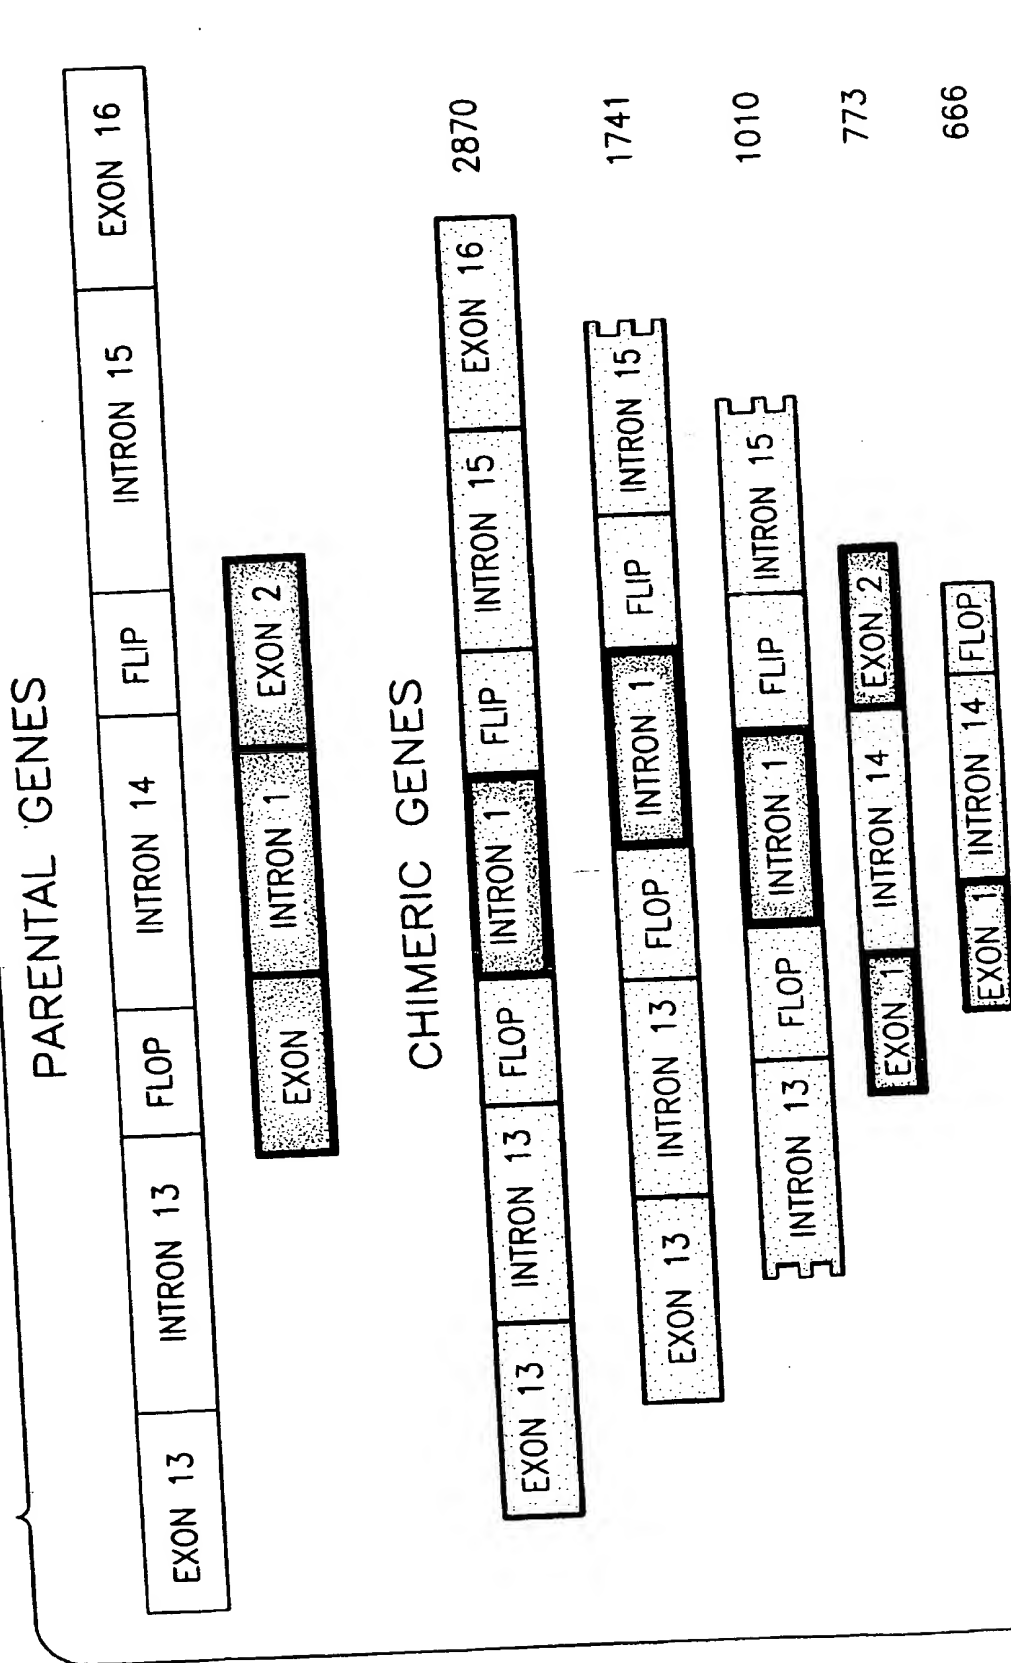 PARENTAL GENES
EXON 13 INTRON 13 FLOP INTRON 14 FLIP INTRON 15 EXON 16
EXON INTRON 1 EXON 2
CHIMERIC GENES
EXON 13 INTRON 13 FLOP INTRON 1 FLIP INTRON 15 EXON 16 2870
EXON 13 INTRON 13 FLOP INTRON 1 FLIP INTRON 15 1741
INTRON 13 FLOP INTRON 1 FLIP INTRON 15 1010
EXON 1 INTRON 14 EXON 2 773
EXON 1 INTRON 14 FLOP 666